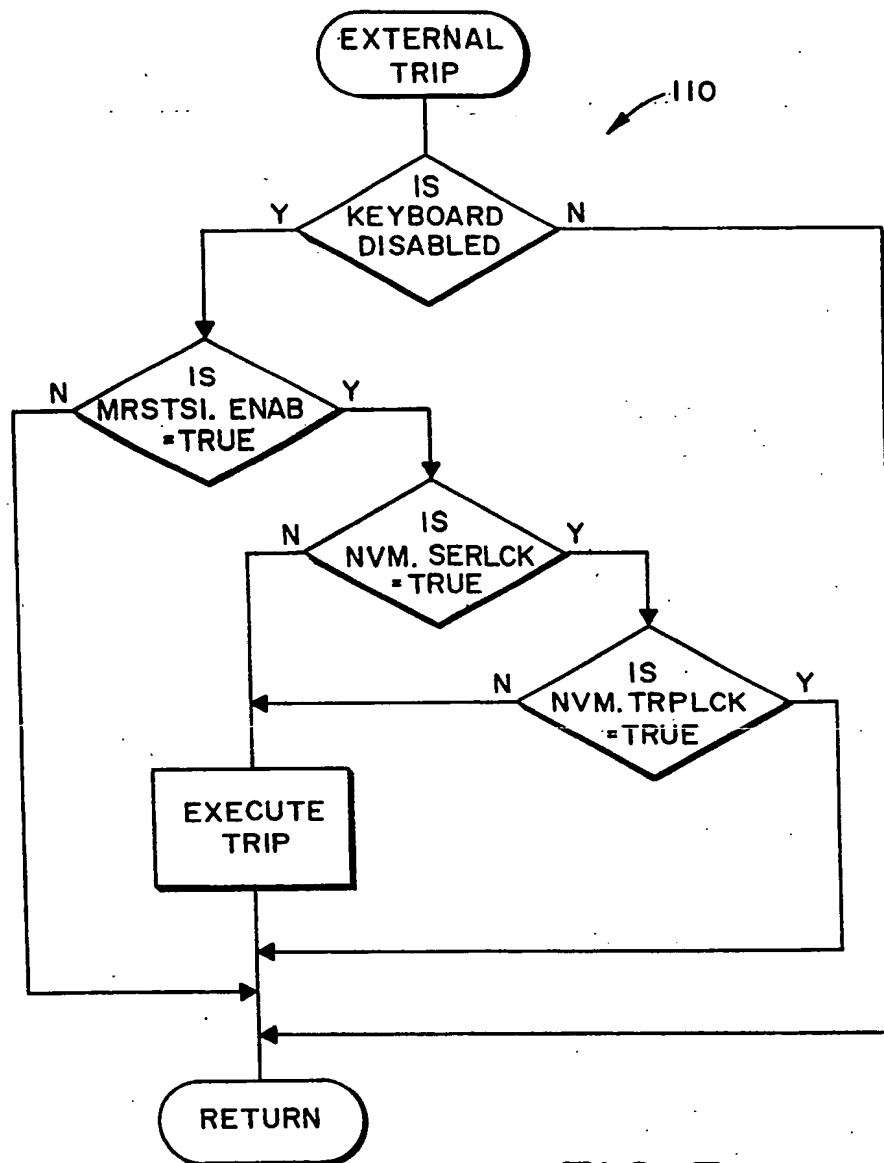 EXTERNAL
TRIP
110
IS
KEYBOARD
DISABLED
Y
N
IS
MRSTSI. ENAB
=TRUE
N
Y
IS
NVM. SERLCK
=TRUE
N
Y
IS
NVM. TRPLCK
=TRUE
N
Y
EXECUTE
TRIP
RETURN